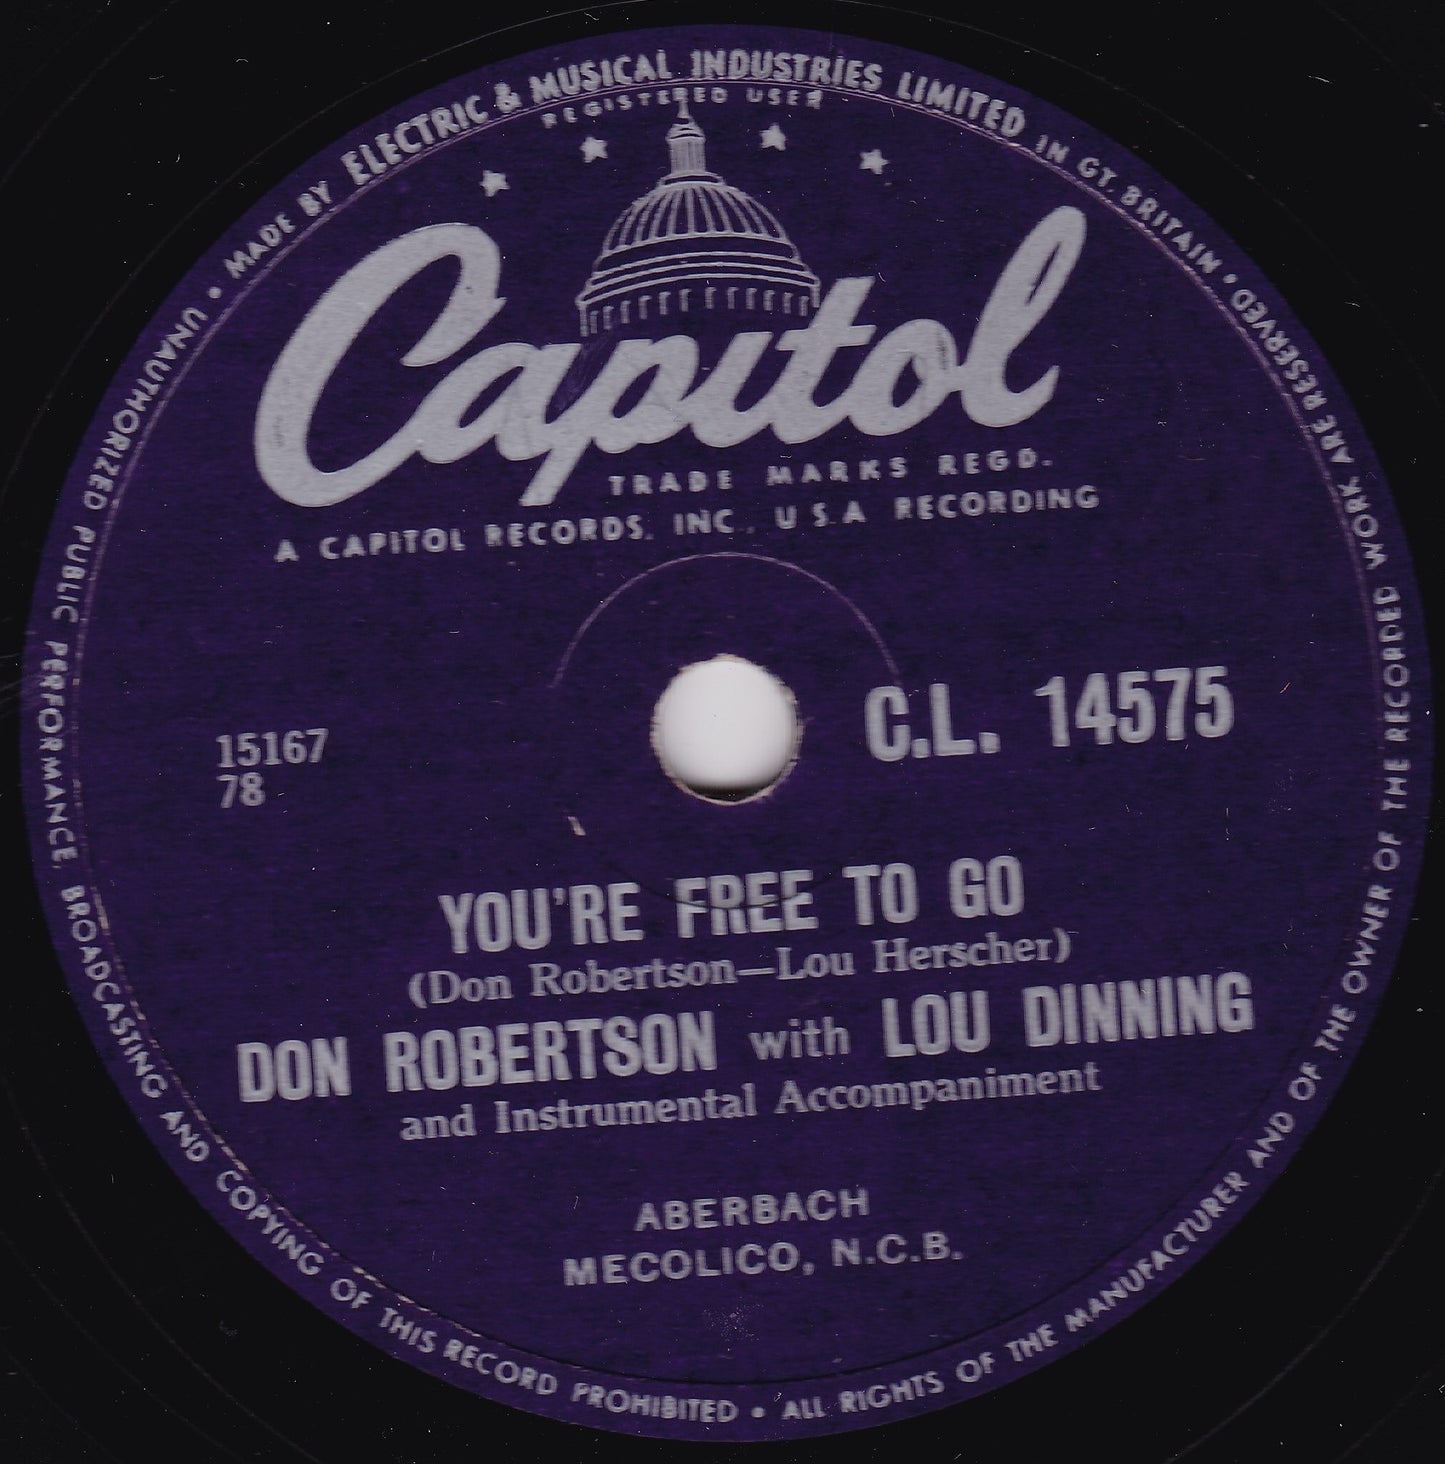 MADE BY ELECTRIC & MUSICAL INDUSTRIES LIMITED IN GT. BRITAIN • ALL RIGHTS OF THE MANUFACTURER AND OF THE OWNER OF THE RECORDED WORK ARE RESERVED • UNAUTHORIZED PUBLIC PERFORMANCE, BROADCASTING AND COPYING OF THIS RECORD PROHIBITED •
REGISTERED USER
Capitol
TRADE MARKS REGD.
A CAPITOL RECORDS, INC., U S A RECORDING
15167
78
C.L. 14575
YOU'RE FREE TO GO
(Don Robertson—Lou Herscher)
DON ROBERTSON with LOU DINNING
and Instrumental Accompaniment
ABERBACH
MECOLICO, N.C.B.